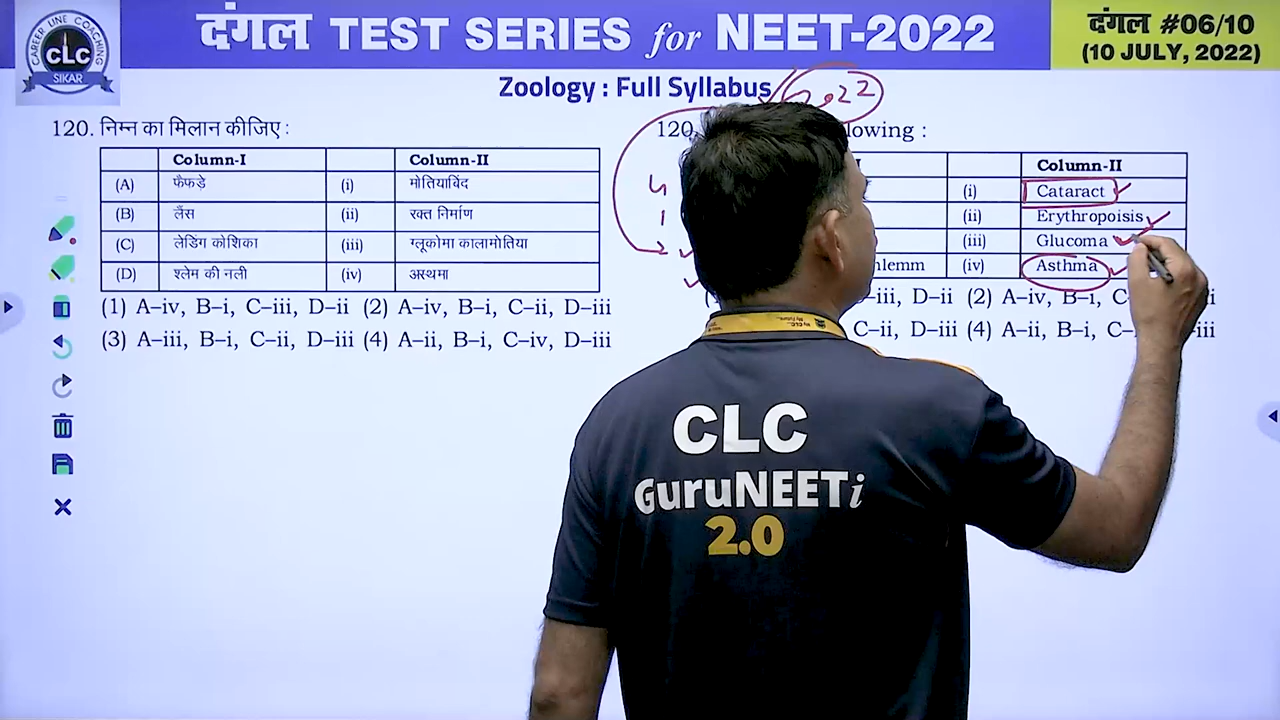 दंगल TEST SERIES for NEET-2022
दंगल #06/10
(10 JULY, 2022)
CAREER LINE COACHING
CLC
SIKAR
Zoology : Full Syllabus
2022
120. निम्न का मिलान कीजिए :
Column-I Column-II
(A) फेफड़े (i) मोतियाबिंद
(B) लैंस (ii) रक्त निर्माण
(C) लेडिंग कोशिका (iii) ग्लूकोमा कालामोतिया
(D) श्लेम की नली (iv) अस्थमा
(1) A–iv, B–i, C–iii, D–ii (2) A–iv, B–i, C–ii, D–iii
(3) A–iii, B–i, C–ii, D–iii (4) A–ii, B–i, C–iv, D–iii
120. lowing :
Column-II
(i) Cataract
(ii) Erythropoisis
(iii) Glucoma
hlemm (iv) Asthma
–iii, D–ii (2) A–iv, B–i,
C–ii, D–iii (4) A–ii, B–i, iii
CLC
GuruNEETi
2.0